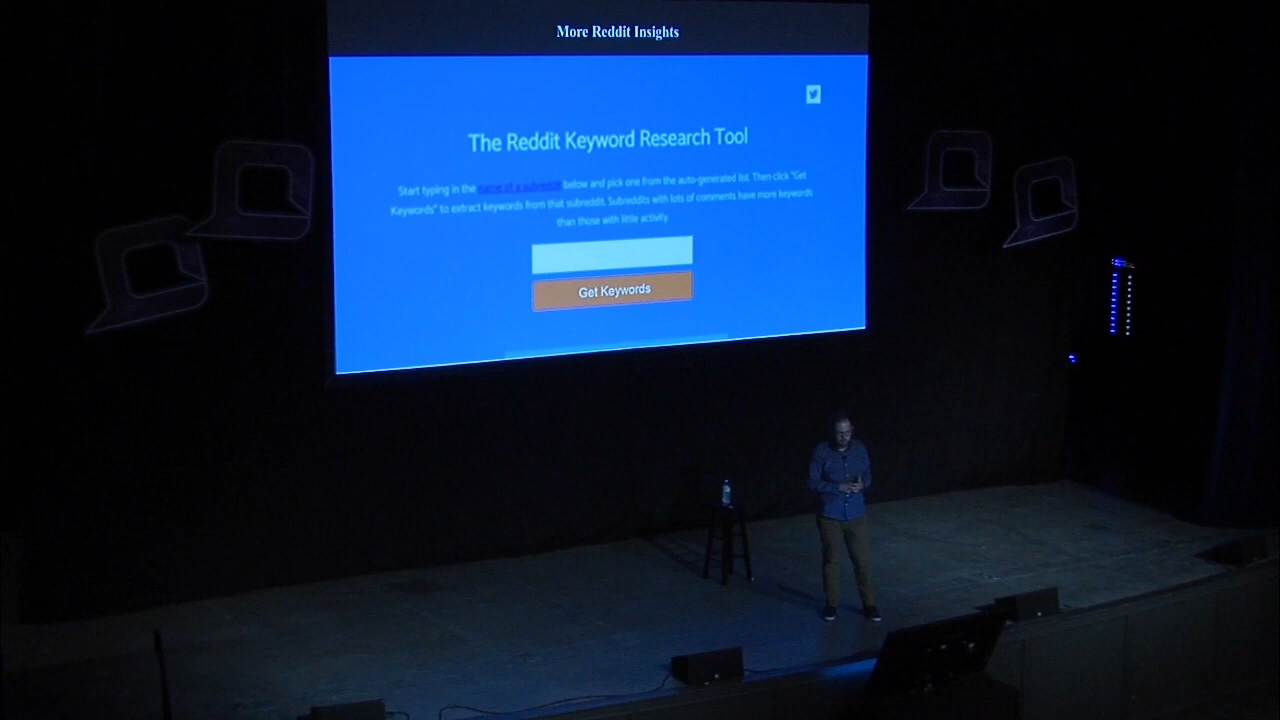 More Reddit Insights
The Reddit Keyword Research Tool
Start typing in the name of a subreddit below and pick one from the auto-generated list. Then click "Get
Keywords" to extract keywords from that subreddit. Subreddits with lots of comments have more keywords
than those with little activity.
Get Keywords